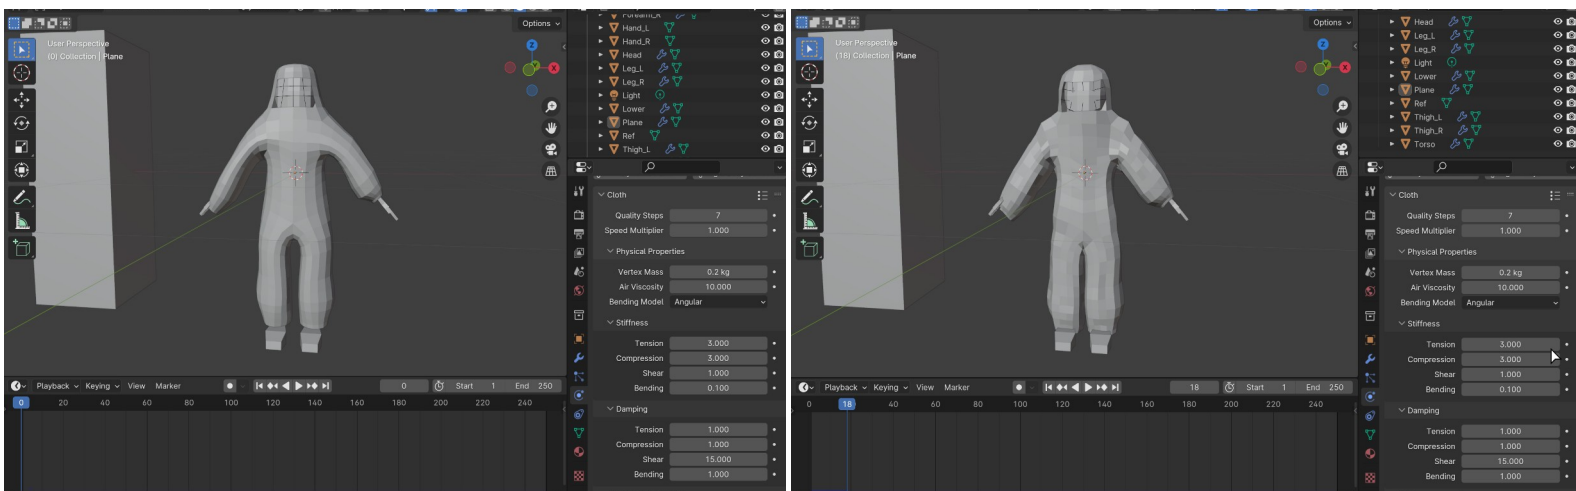 Options
User Perspective
(0) Collection | Plane
Z
X
Forearm_R
Hand_L
Hand_R
Head
Leg_L
Leg_R
Light
Lower
Plane
Ref
Thigh_L
Cloth
Quality Steps 7
Speed Multiplier 1.000
Physical Properties
Vertex Mass 0.2 kg
Air Viscosity 10.000
Bending Model Angular
Stiffness
Tension 3.000
Compression 3.000
Shear 1.000
Bending 0.100
Damping
Tension 1.000
Compression 1.000
Shear 15.000
Bending 1.000
Playback Keying View Marker 0 Start 1 End 250
0 20 40 60 80 100 120 140 160 180 200 220 240
Options
User Perspective
(18) Collection | Plane
Z
X
Head
Leg_L
Leg_R
Light
Lower
Plane
Ref
Thigh_L
Thigh_R
Torso
Cloth
Quality Steps 7
Speed Multiplier 1.000
Physical Properties
Vertex Mass 0.2 kg
Air Viscosity 10.000
Bending Model Angular
Stiffness
Tension 3.000
Compression 3.000
Shear 1.000
Bending 0.100
Damping
Tension 1.000
Compression 1.000
Shear 15.000
Bending 1.000
Playback Keying View Marker 18 Start 1 End 250
0 18 40 60 80 100 120 140 160 180 200 220 240